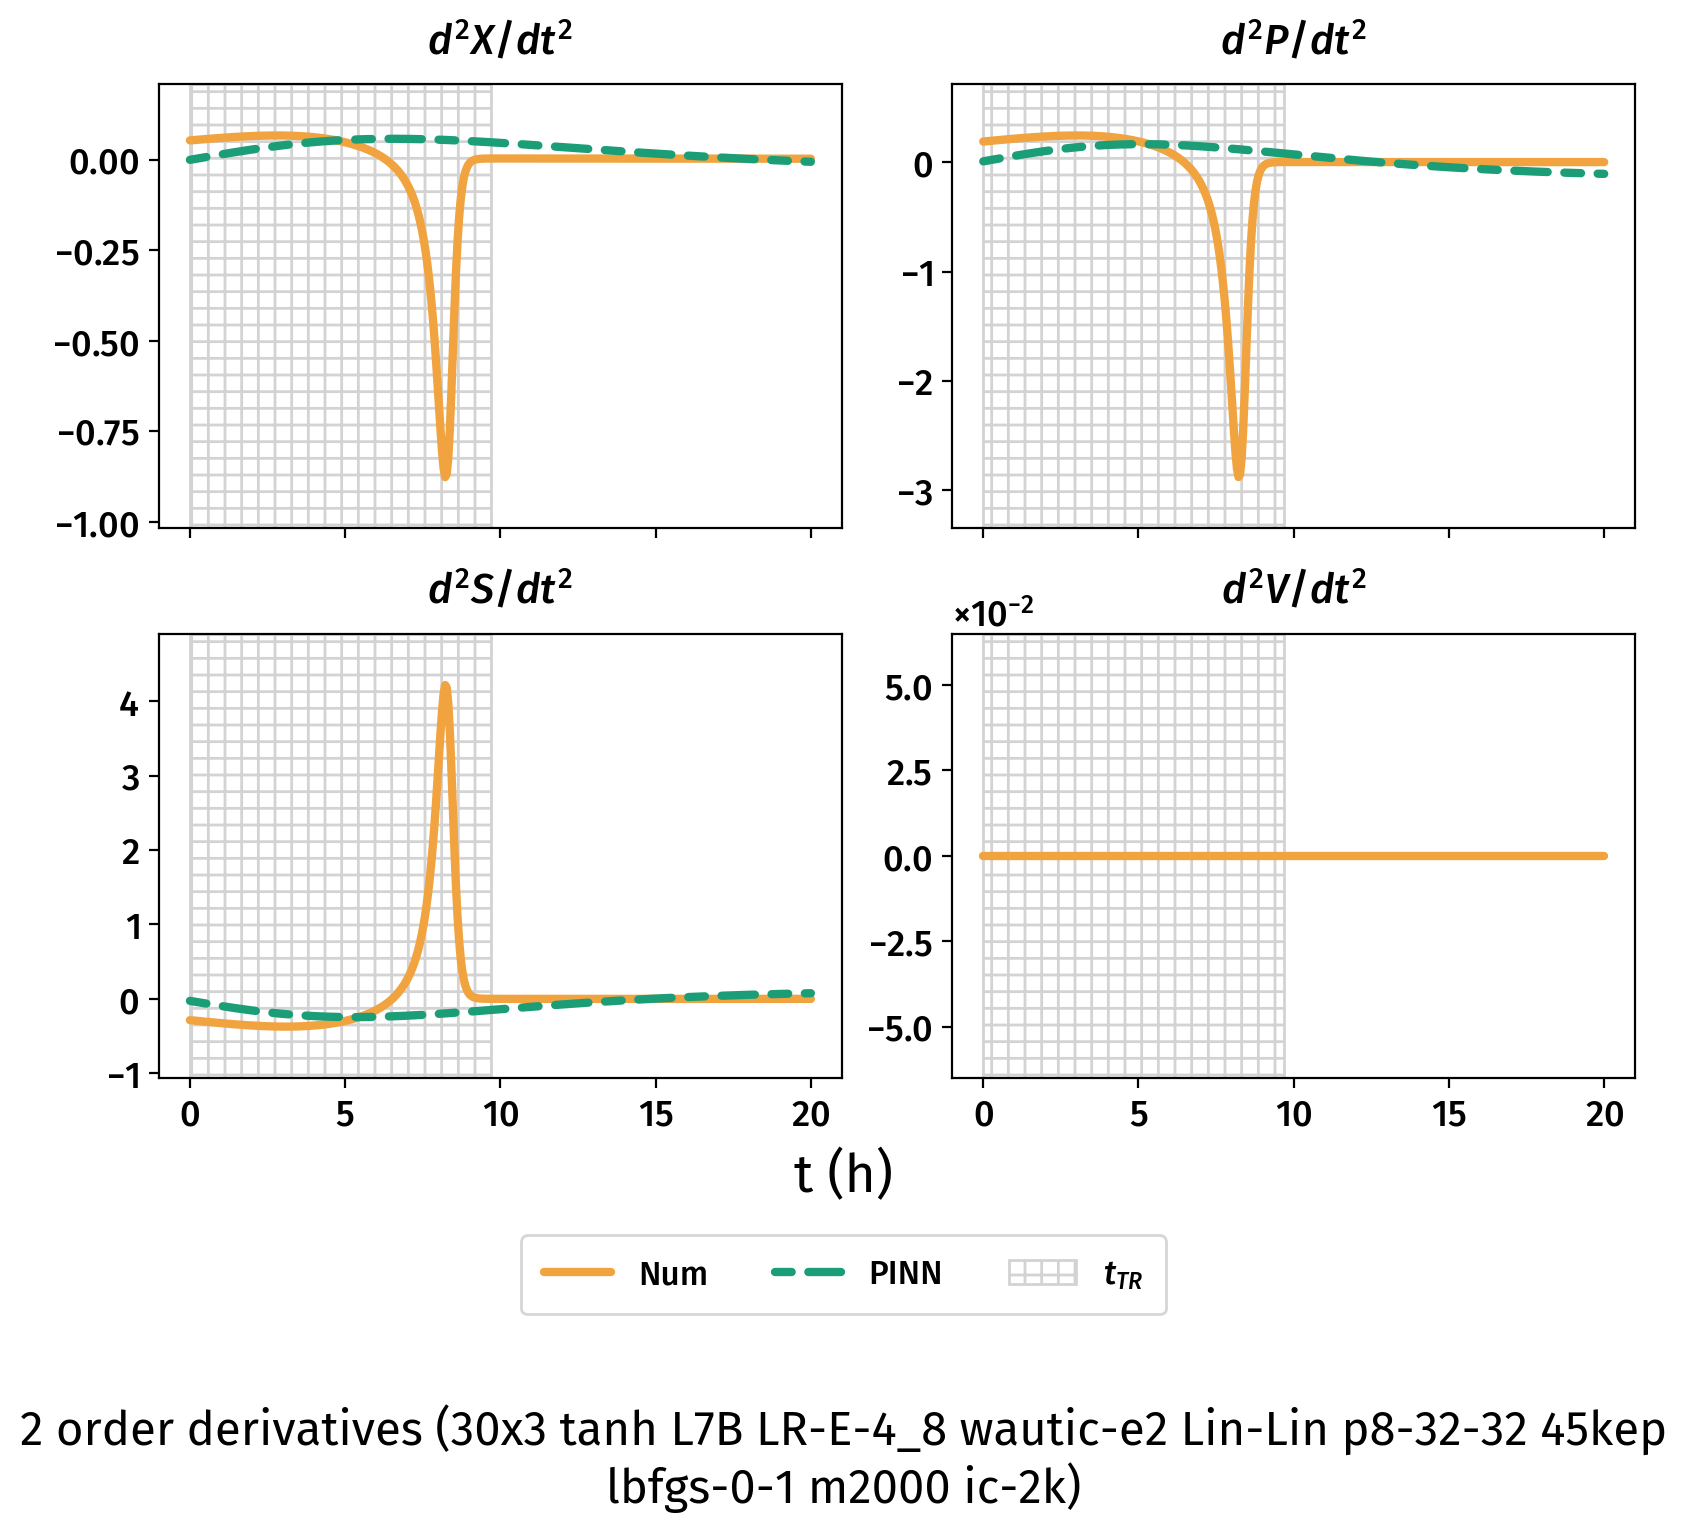 d²X/dt²
d²P/dt²
0.00
−0.25
−0.50
−0.75
−1.00
0
−1
−2
−3
d²S/dt²
d²V/dt²
×10⁻²
4
3
2
1
0
−1
5.0
2.5
0.0
−2.5
−5.0
0 5 10 15 20
0 5 10 15 20
t (h)
Num PINN t_TR
2 order derivatives (30x3 tanh L7B LR-E-4_8 wautic-e2 Lin-Lin p8-32-32 45kep
lbfgs-0-1 m2000 ic-2k)